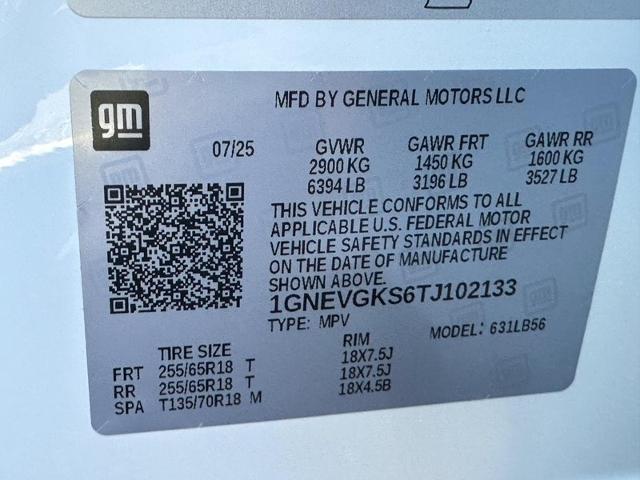 gm
MFD BY GENERAL MOTORS LLC
07/25
GVWR GAWR FRT GAWR RR
2900 KG 1450 KG 1600 KG
6394 LB 3196 LB 3527 LB
THIS VEHICLE CONFORMS TO ALL
APPLICABLE U.S. FEDERAL MOTOR
VEHICLE SAFETY STANDARDS IN EFFECT
ON THE DATE OF MANUFACTURE
SHOWN ABOVE.
1GNEVGKS6TJ102133
TYPE: MPV MODEL: 631LB56
TIRE SIZE RIM
FRT 255/65R18 T 18X7.5J
RR 255/65R18 T 18X7.5J
SPA T135/70R18 M 18X4.5B